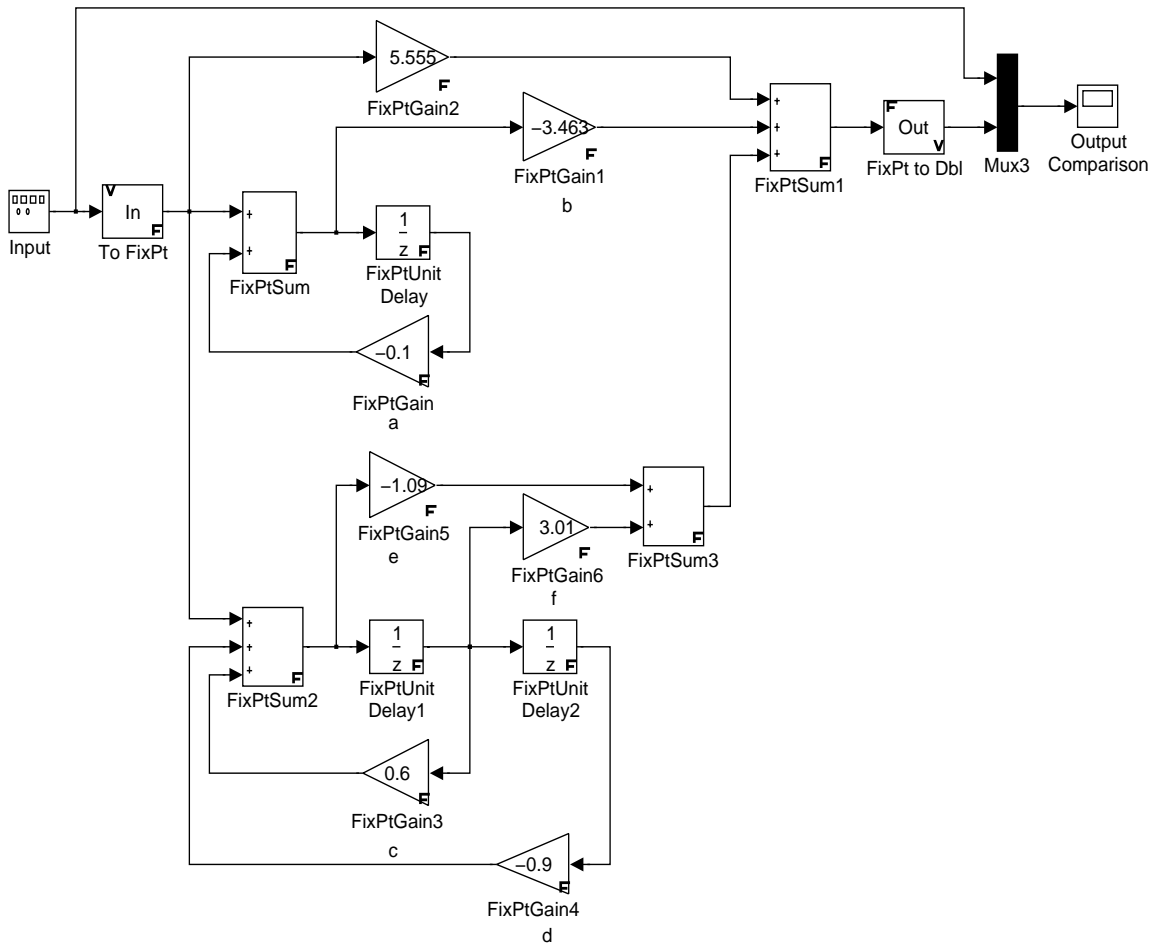 5.555
F
FixPtGain2
−3.463
F
FixPtGain1
b
+
+
+
F
FixPtSum1
F
Out
V
FixPt to Dbl
Mux3
Output
Comparison
Input
V
In
F
To FixPt
+
+
F
FixPtSum
1
z
F
FixPtUnit
Delay
−0.1
F
FixPtGain
a
−1.09
F
FixPtGain5
e
3.01
F
FixPtGain6
f
+
+
F
FixPtSum3
+
+
+
F
FixPtSum2
1
z
F
FixPtUnit
Delay1
1
z
F
FixPtUnit
Delay2
0.6
F
FixPtGain3
c
−0.9
F
FixPtGain4
d